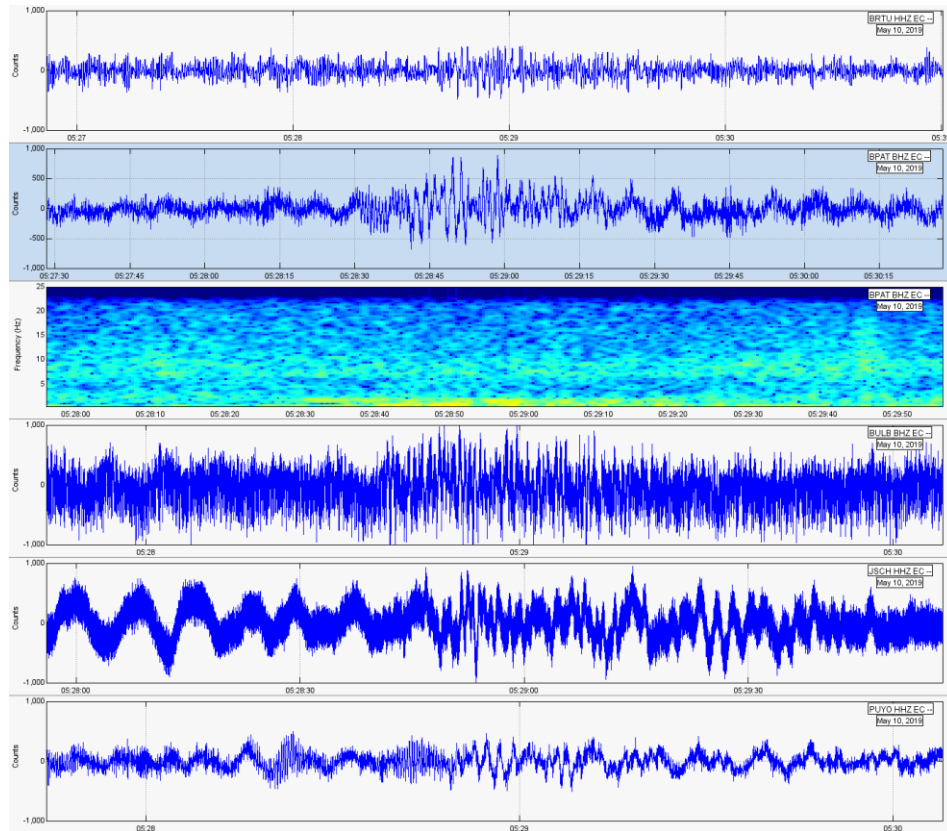 1,000
BRTU HHZ EC --
May 10, 2019
Counts
0
-1,000
05:27 05:28 05:29 05:30
1,000
BPAT BHZ EC --
May 10, 2019
500
Counts
0
-500
-1,000
05:27:30 05:27:45 05:28:00 05:28:15 05:28:30 05:28:45 05:29:00 05:29:15 05:29:30 05:29:45 05:30:00 05:30:15
25
BPAT BHZ EC --
May 10, 2019
20
15
Frequency (Hz)
10
5
05:28:00 05:28:10 05:28:20 05:28:30 05:28:40 05:28:50 05:29:00 05:29:10 05:29:20 05:29:30 05:29:40 05:29:50
1,000
BULB BHZ EC --
May 10, 2019
Counts
0
-1,000
05:28 05:29 05:30
1,000
JSCH HHZ EC --
May 10, 2019
Counts
0
-1,000
05:28:00 05:28:30 05:29:00 05:29:30
1,000
PUYO HHZ EC --
May 10, 2019
Counts
0
-1,000
05:28 05:29 05:30